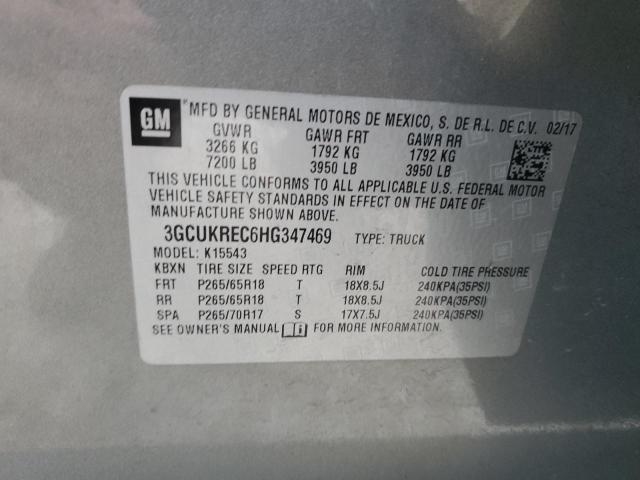 GM
*MFD BY GENERAL MOTORS DE MEXICO, S. DE R.L. DE C.V. 02/17
GVWR GAWR FRT GAWR RR
3266 KG 1792 KG 1792 KG
7200 LB 3950 LB 3950 LB
THIS VEHICLE CONFORMS TO ALL APPLICABLE U.S. FEDERAL MOTOR
VEHICLE SAFETY STANDARDS IN EFFECT ON THE DATE OF
MANUFACTURE SHOWN ABOVE.
3GCUKREC6HG347469 TYPE: TRUCK
MODEL: K15543
KBXN TIRE SIZE SPEED RTG RIM COLD TIRE PRESSURE
FRT P265/65R18 T 18X8.5J 240KPA(35PSI)
RR P265/65R18 T 18X8.5J 240KPA(35PSI)
SPA P265/70R17 S 17X7.5J 240KPA(35PSI)
SEE OWNER'S MANUAL FOR MORE INFORMATION.